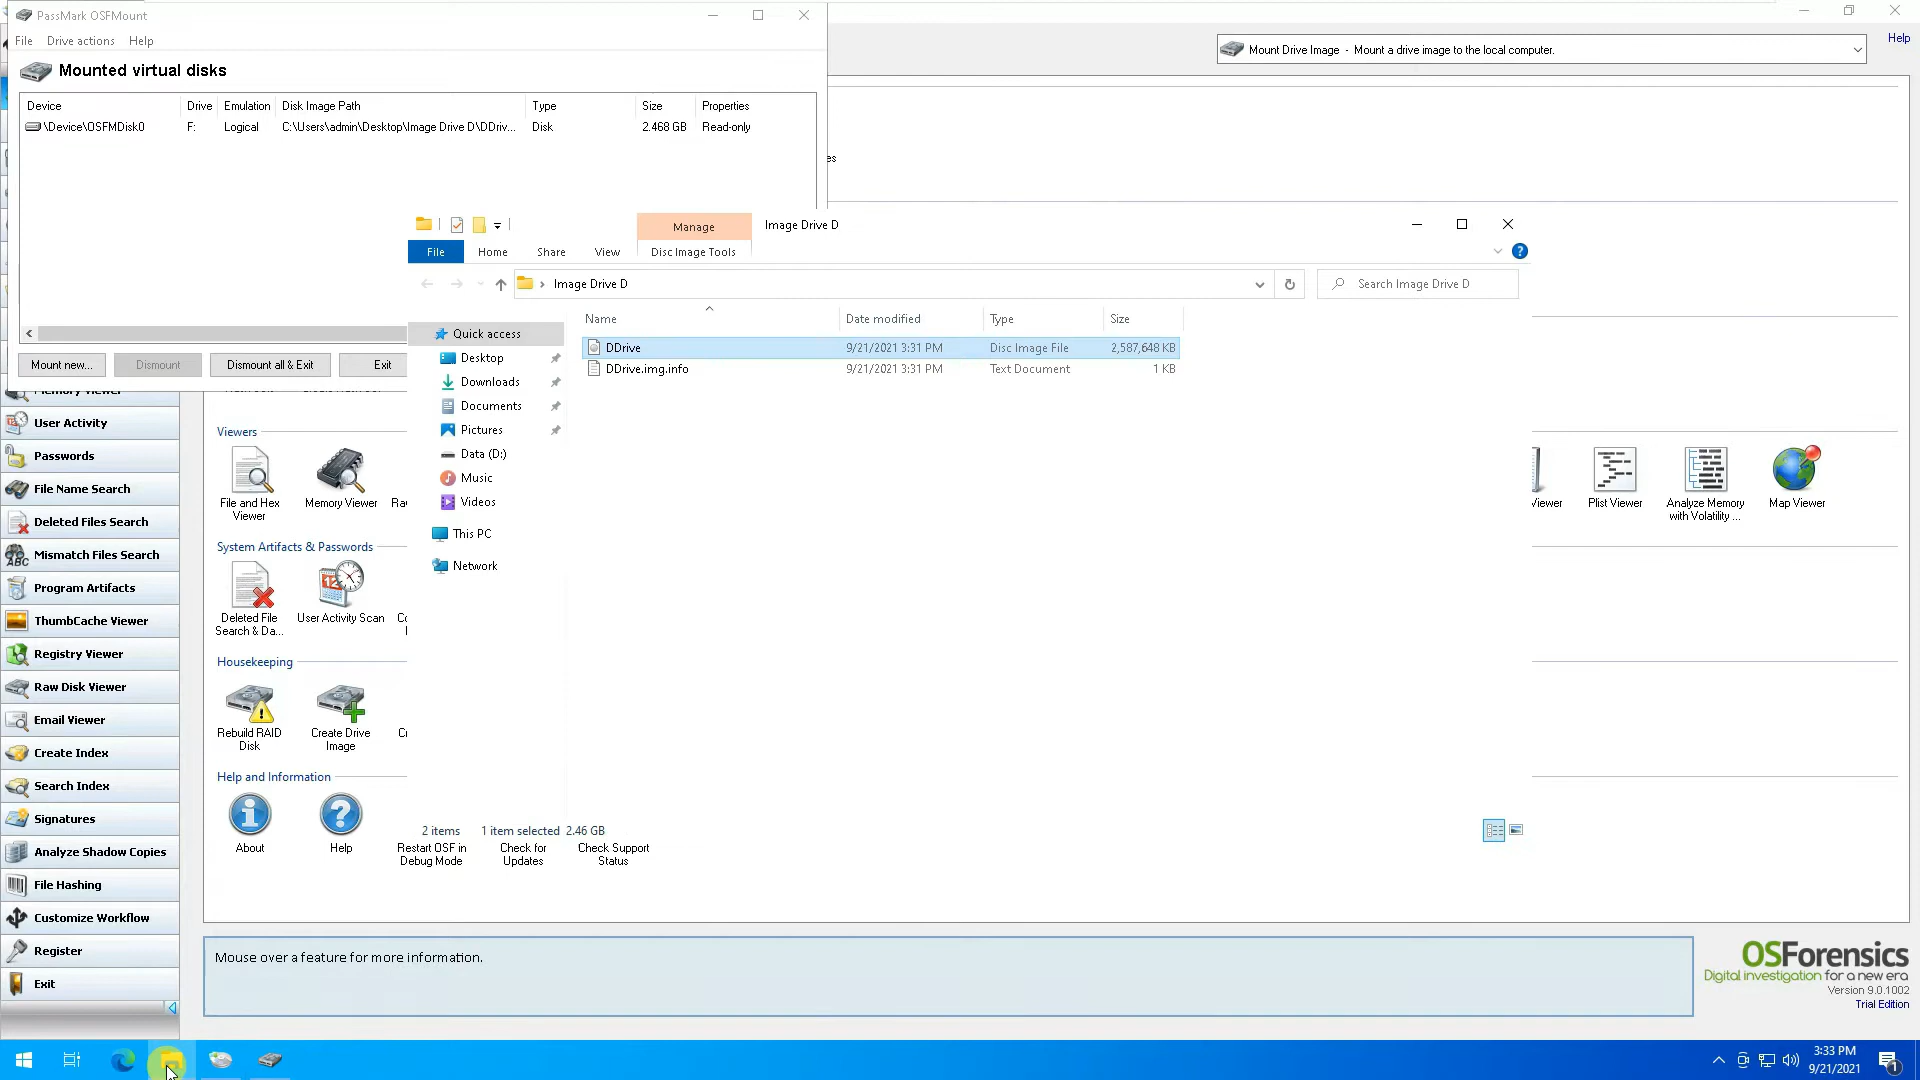 PassMark OSFMount
File Drive actions Help
Mounted virtual disks
Device Drive Emulation Disk Image Path Type Size Properties
\Device\OSFMDisk0 F: Logical C:\Users\admin\Desktop\Image Drive D\DDriv... Disk 2.468 GB Read-only
Mount new... Dismount Dismount all & Exit Exit
Mount Drive Image - Mount a drive image to the local computer.
Help
es
Manage Image Drive D
File Home Share View Disc Image Tools
Image Drive D
Search Image Drive D
Name Date modified Type Size
DDrive 9/21/2021 3:31 PM Disc Image File 2,587,648 KB
DDrive.img.info 9/21/2021 3:31 PM Text Document 1 KB
Quick access
Desktop
Downloads
Documents
Pictures
Data (D:)
Music
Videos
This PC
Network
2 items 1 item selected 2.46 GB
Memory Viewer
User Activity
Passwords
File Name Search
Deleted Files Search
Mismatch Files Search
Program Artifacts
ThumbCache Viewer
Registry Viewer
Raw Disk Viewer
Email Viewer
Create Index
Search Index
Signatures
Analyze Shadow Copies
File Hashing
Customize Workflow
Register
Exit
Viewers
File and Hex
Viewer
Memory Viewer
Viewer
Plist Viewer
Analyze Memory
with Volatility ...
Map Viewer
System Artifacts & Passwords
Deleted File
Search & Da...
User Activity Scan
Housekeeping
Rebuild RAID
Disk
Create Drive
Image
Help and Information
About
Help
Restart OSF in
Debug Mode
Check for
Updates
Check Support
Status
Mouse over a feature for more information.
OSForensics
Digital investigation for a new era
Version 9.0.1002
Trial Edition
3:33 PM
9/21/2021
1